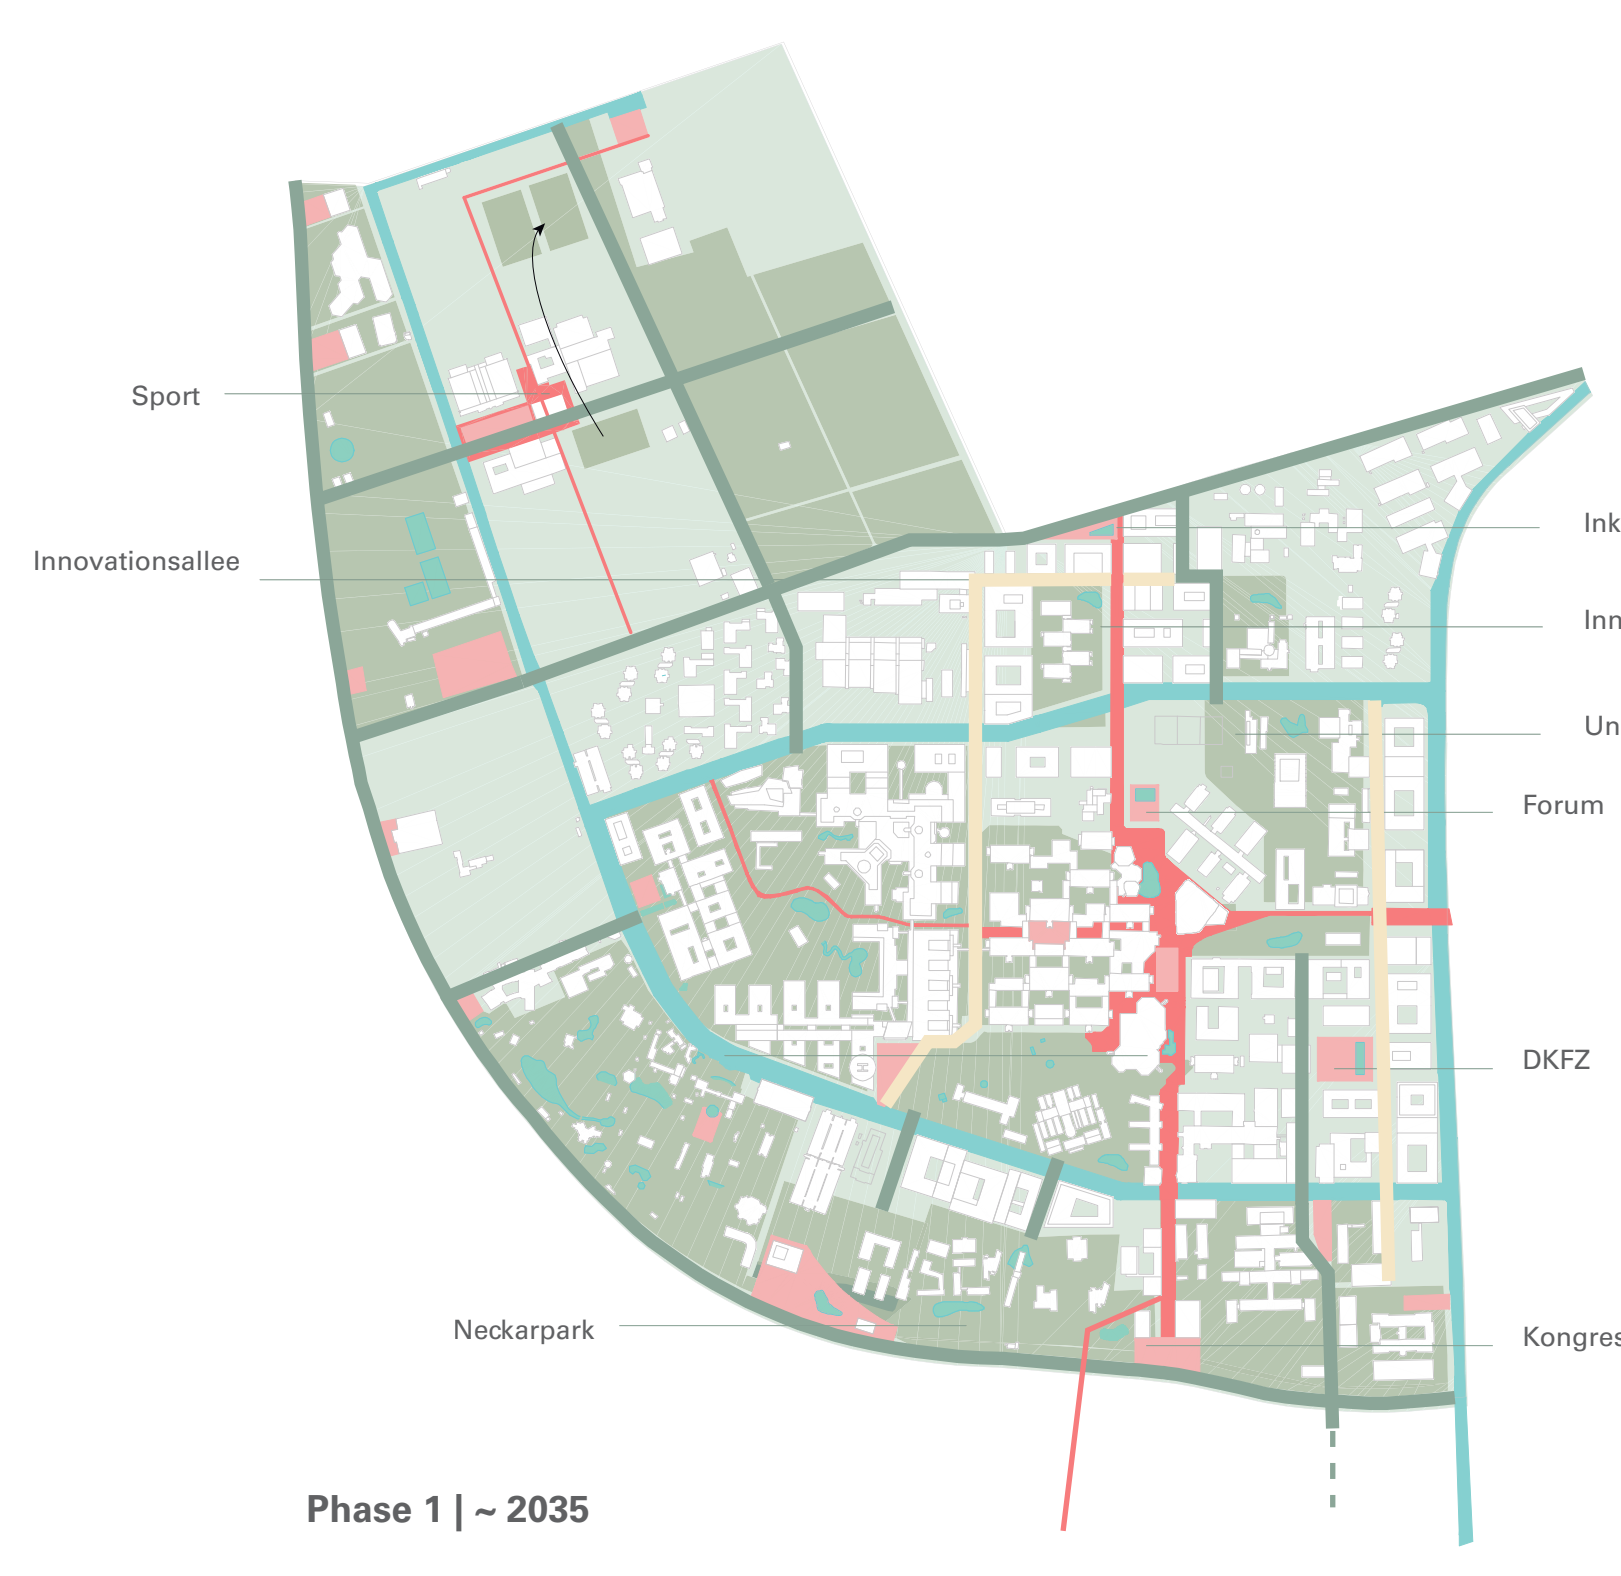 Sport
Ink
Innovationsallee
Inn
Un
Forum
DKFZ
Neckarpark
Kongres
Phase 1 | ~ 2035